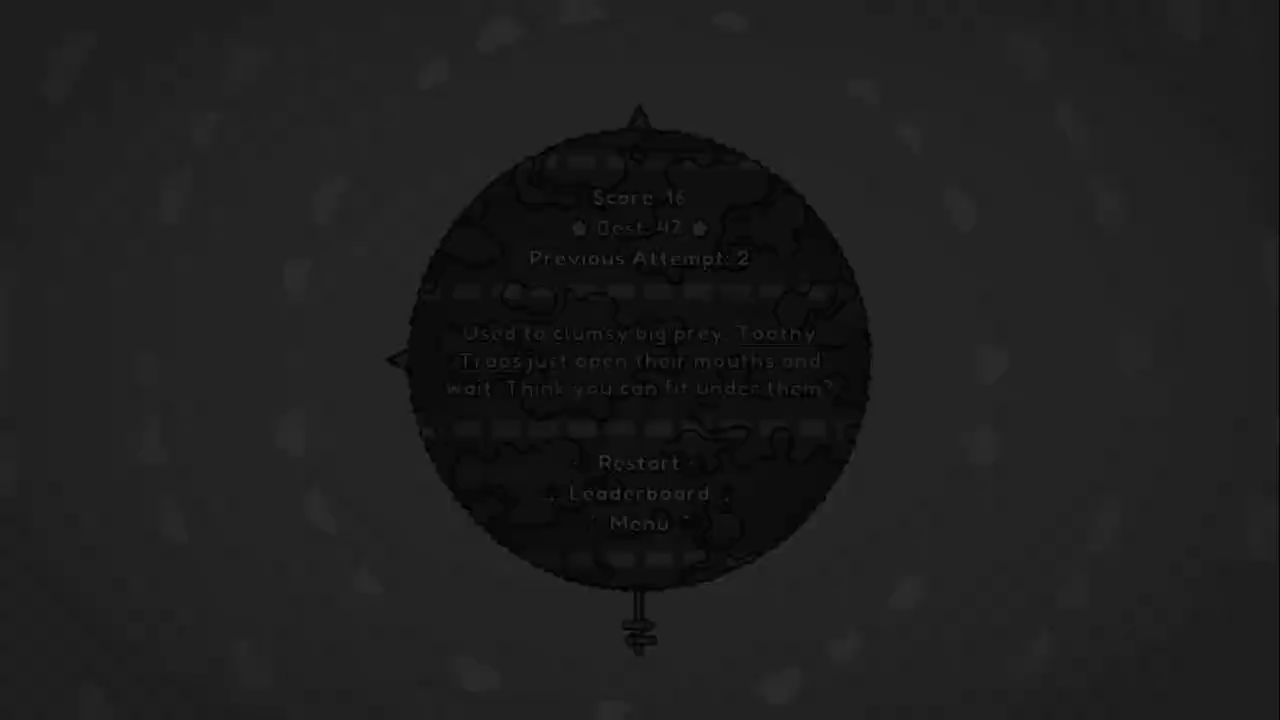 Score: 16
Best: 47
Previous Attempt: 2
Used to clumsy big prey, Toothy
Traps just open their mouths and
wait. Think you can fit under them?
Restart
Leaderboard
Menu